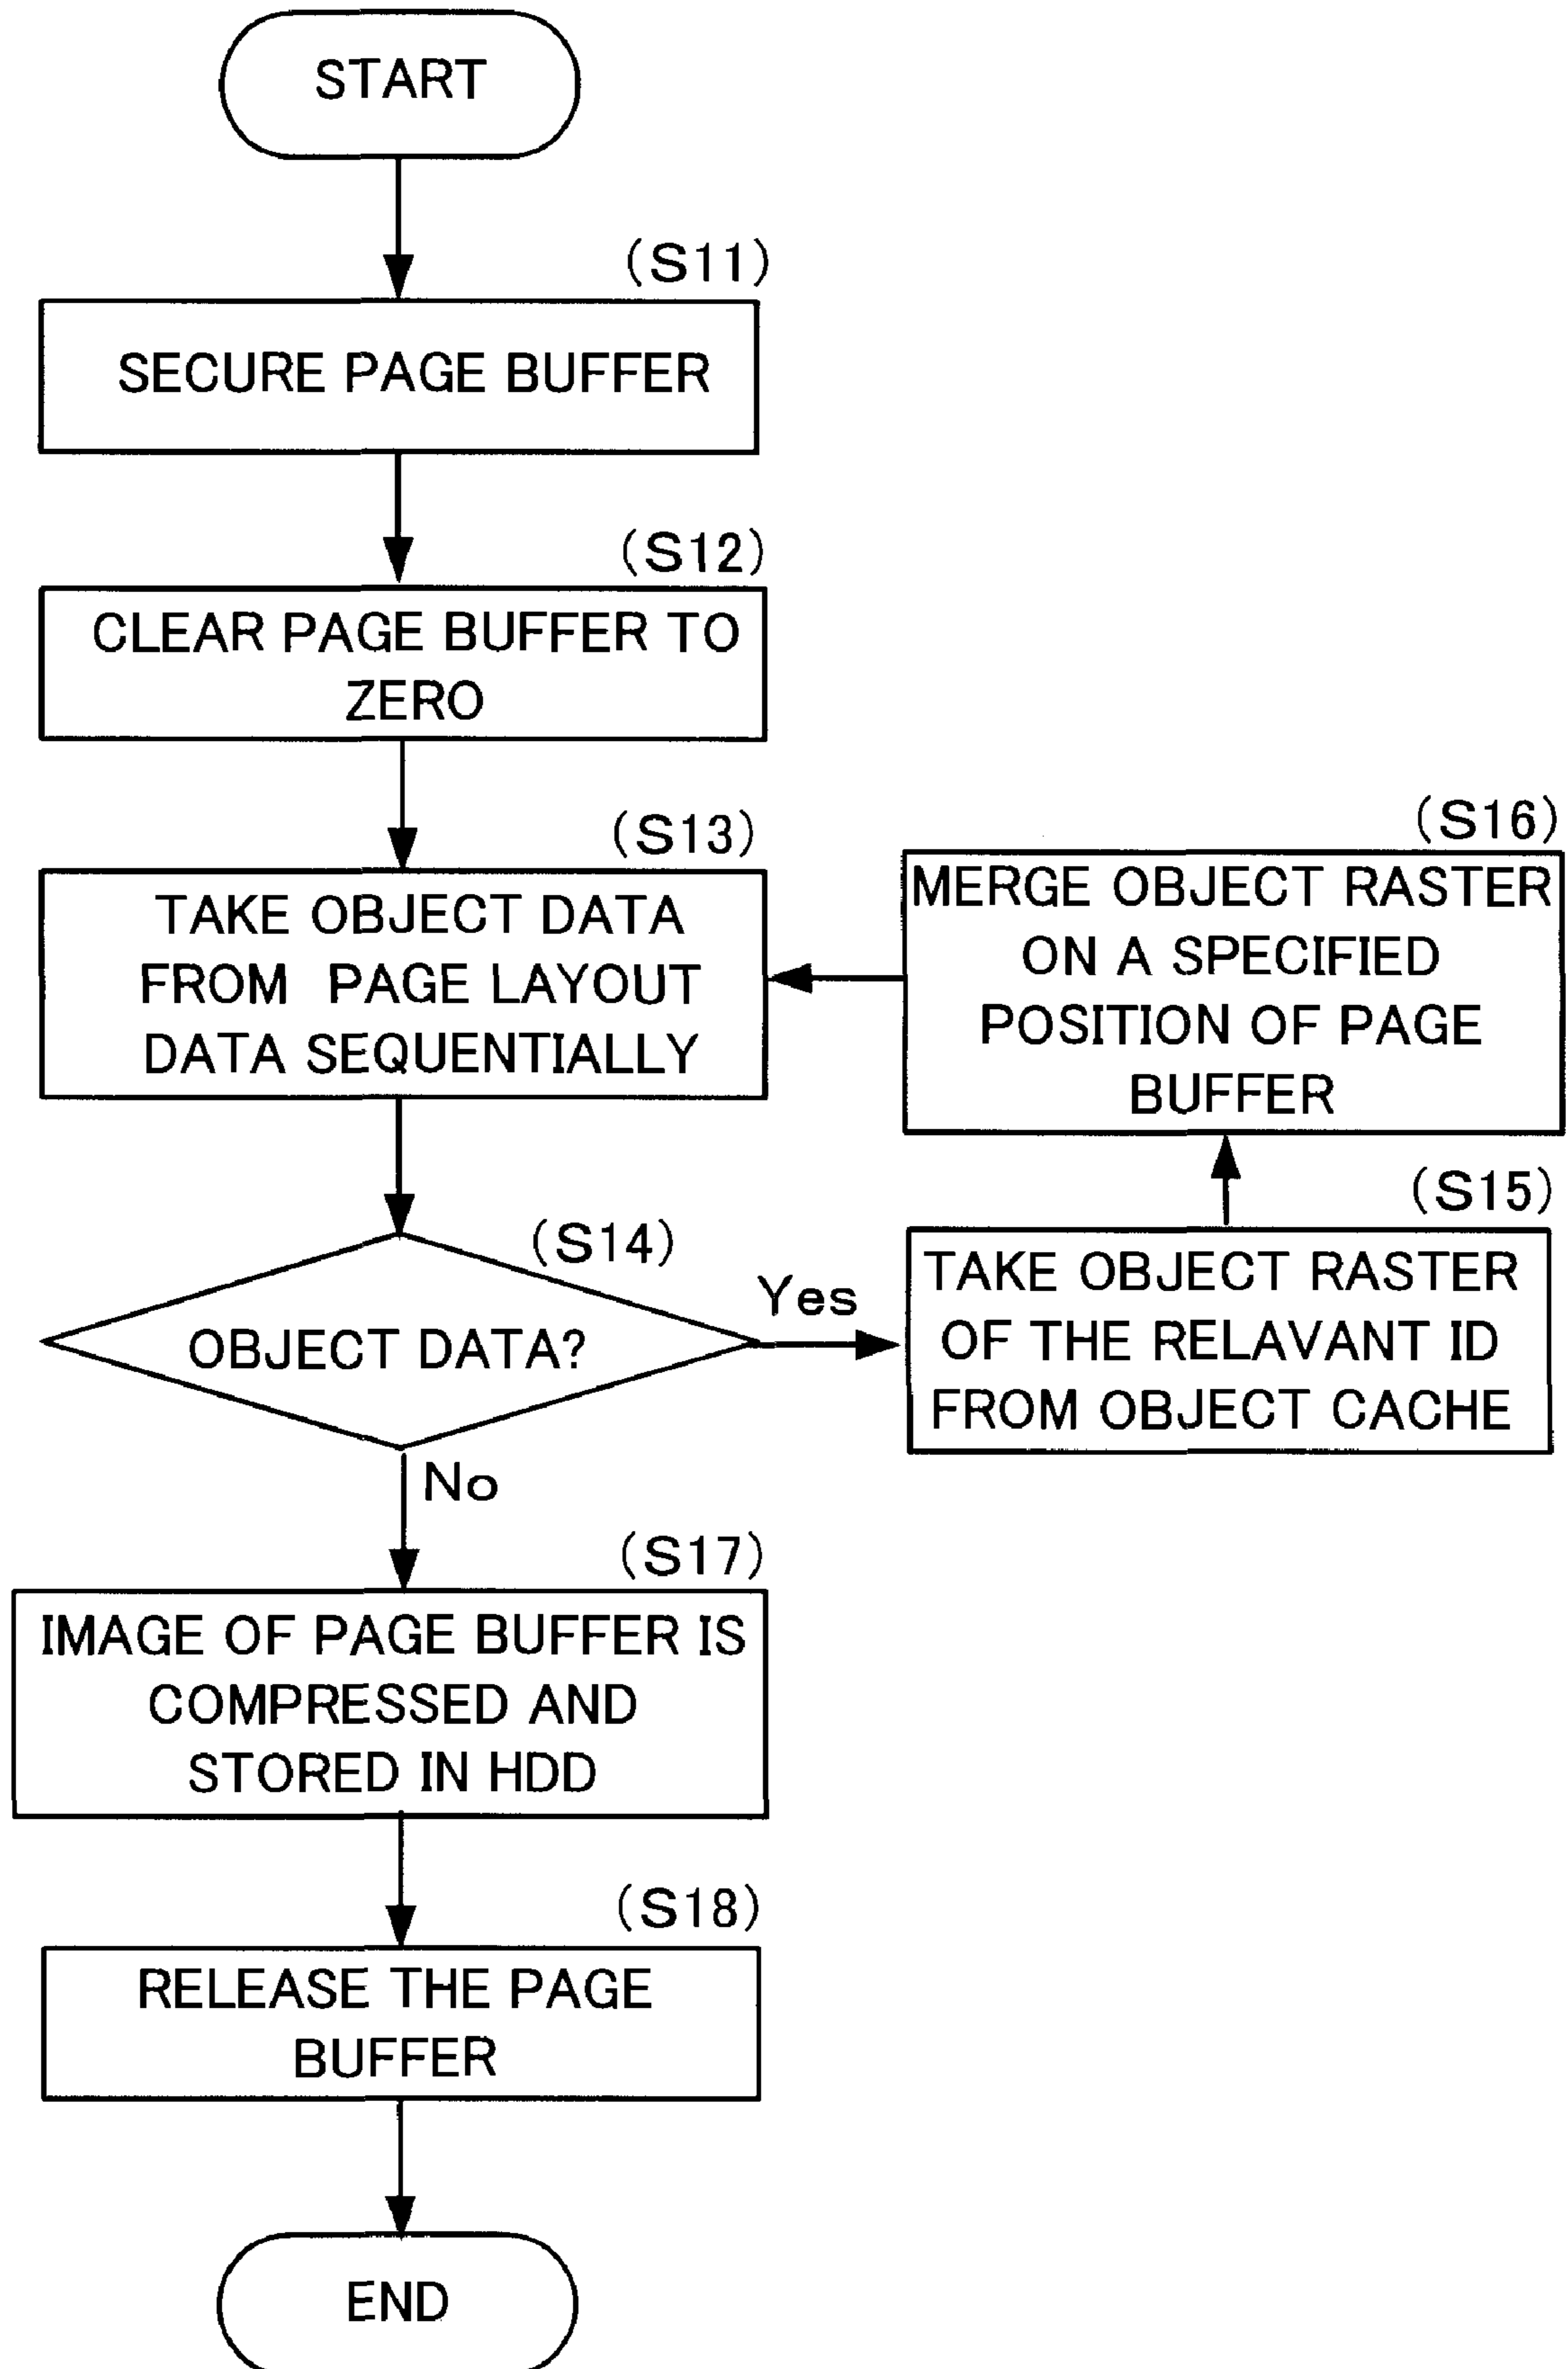 START
(S11)
SECURE PAGE BUFFER
(S12)
CLEAR PAGE BUFFER TO
ZERO
(S13)
TAKE OBJECT DATA
FROM PAGE LAYOUT
DATA SEQUENTIALLY
(S14)
OBJECT DATA?
Yes
(S15)
TAKE OBJECT RASTER
OF THE RELAVANT ID
FROM OBJECT CACHE
(S16)
MERGE OBJECT RASTER
ON A SPECIFIED
POSITION OF PAGE
BUFFER
No
(S17)
IMAGE OF PAGE BUFFER IS
COMPRESSED AND
STORED IN HDD
(S18)
RELEASE THE PAGE
BUFFER
END